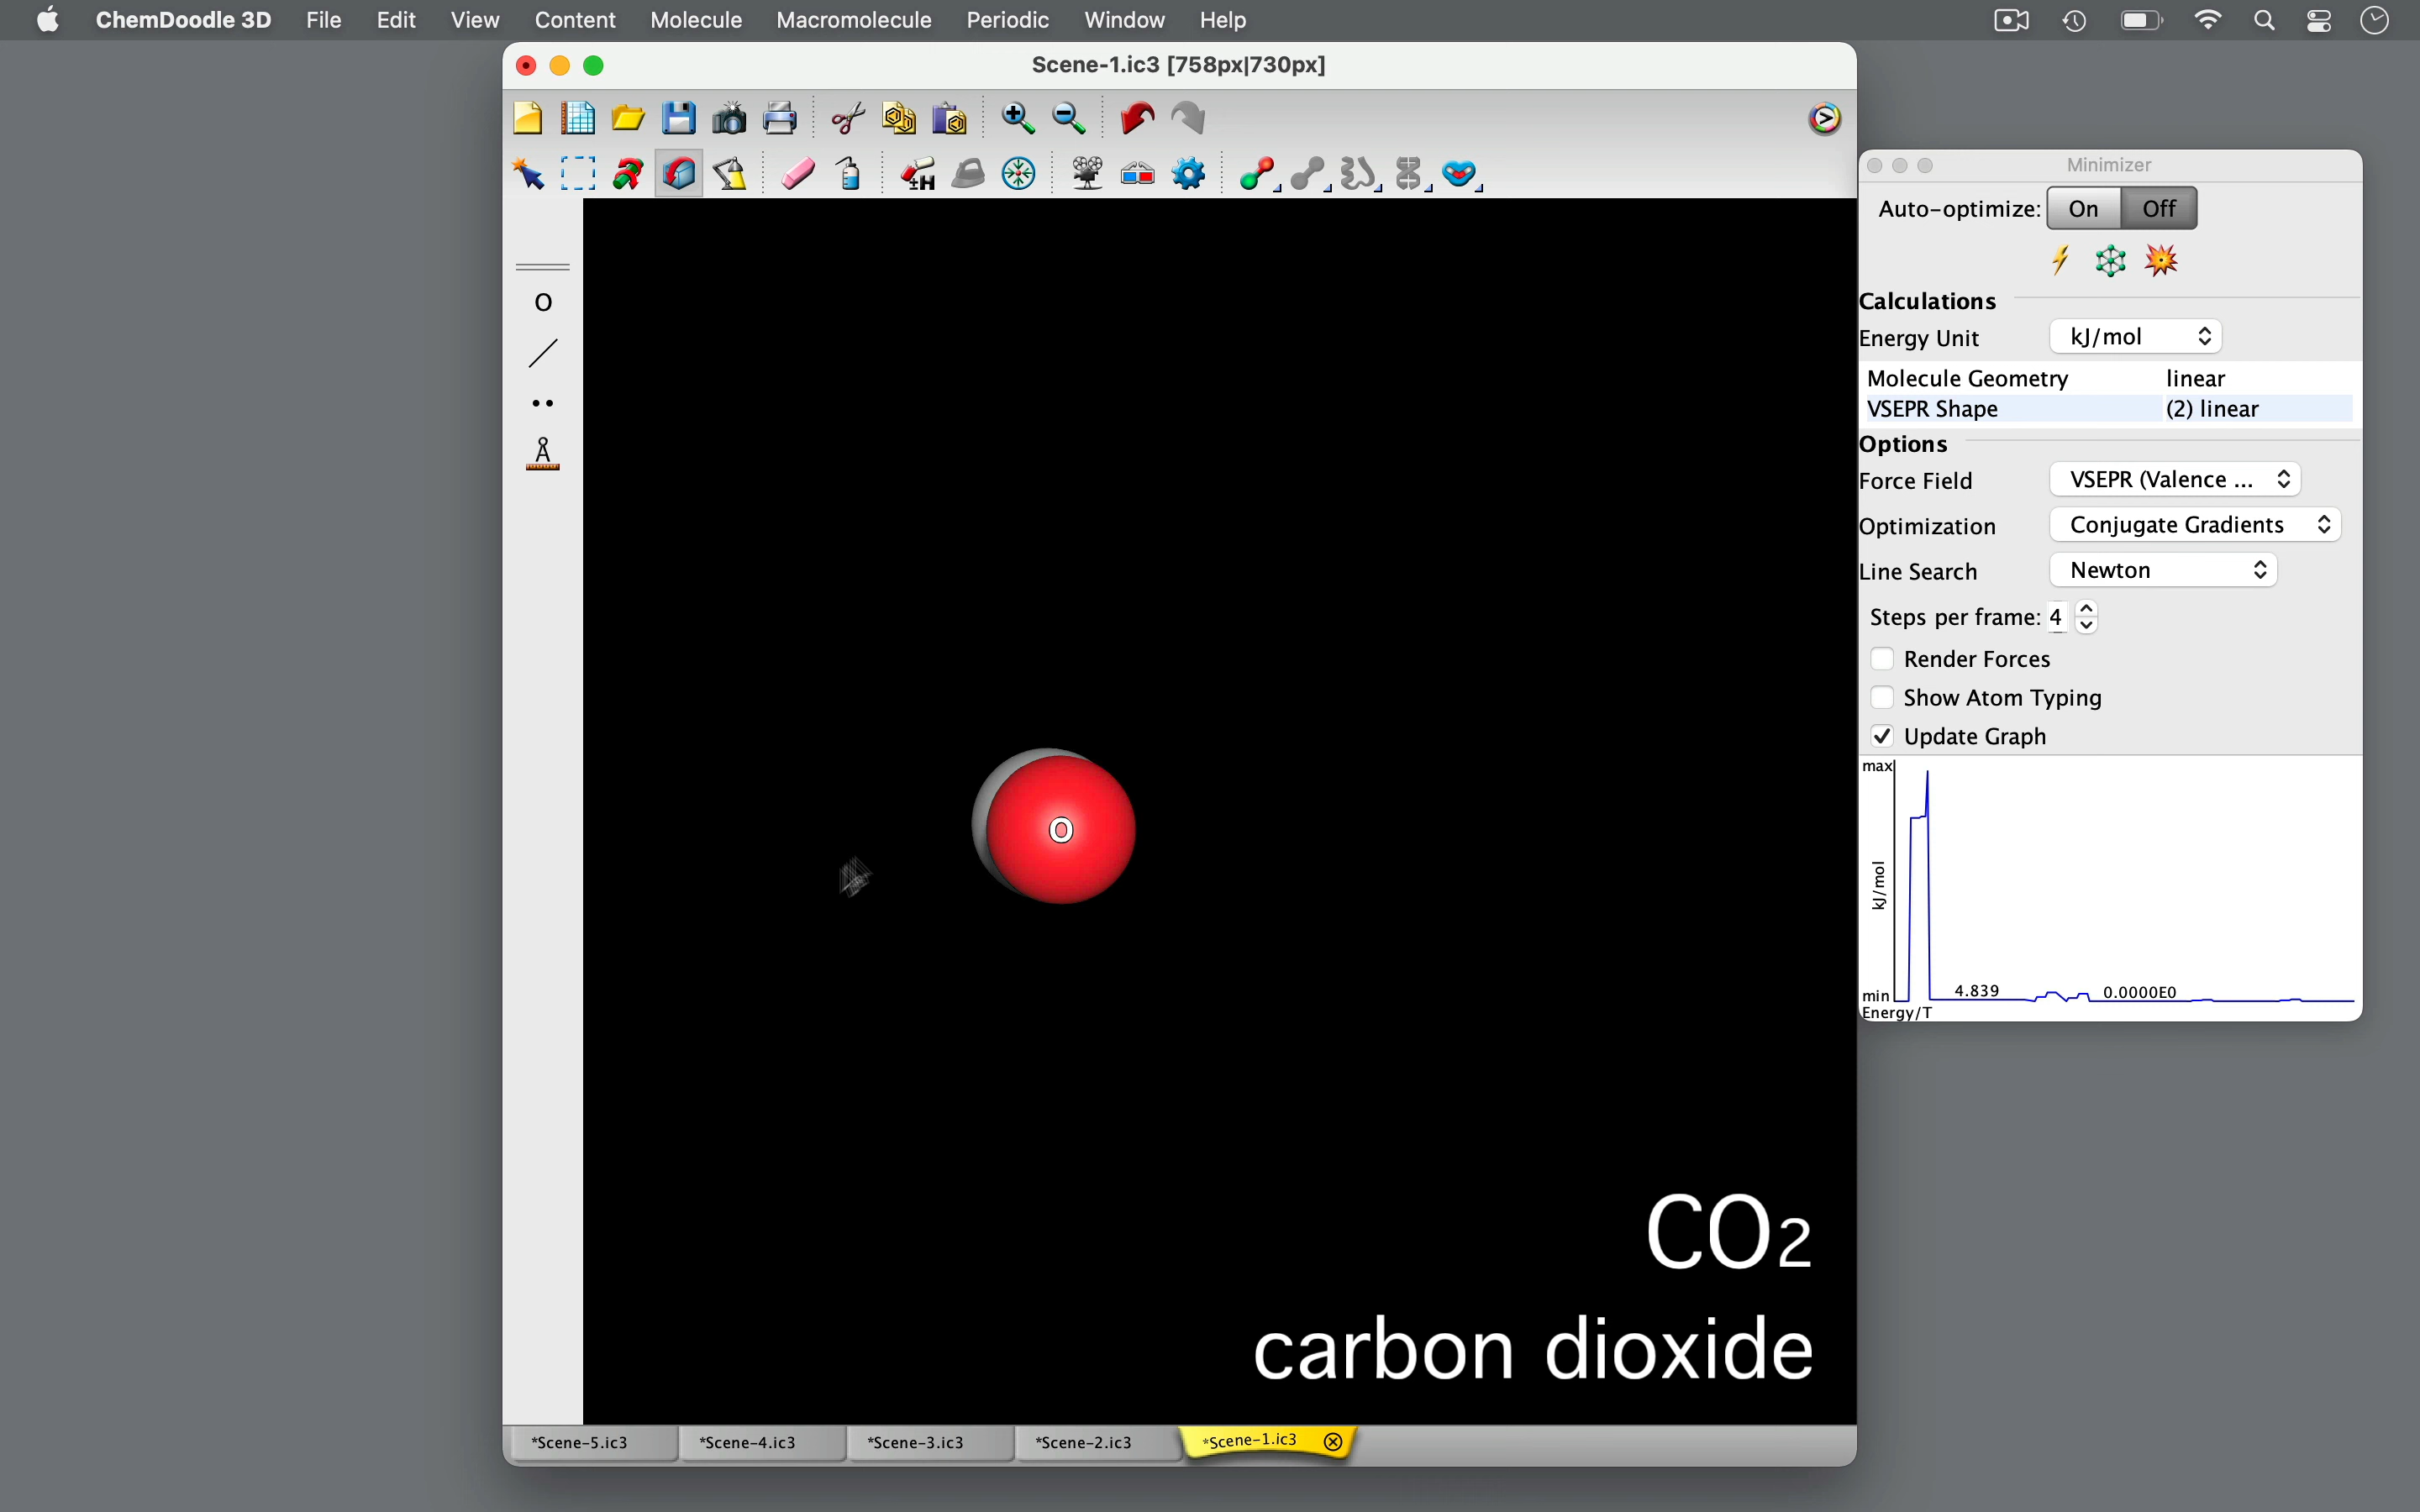 ChemDoodle 3D File Edit View Content Molecule Macromolecule Periodic Window Help
Scene-1.ic3 [758px|730px]
±H
O
O
CO2
carbon dioxide
*Scene-5.ic3 *Scene-4.ic3 *Scene-3.ic3 *Scene-2.ic3 *Scene-1.ic3
Minimizer
Auto-optimize: On Off
Calculations
Energy Unit kJ/mol
Molecule Geometry linear
VSEPR Shape (2) linear
Options
Force Field VSEPR (Valence ...
Optimization Conjugate Gradients
Line Search Newton
Steps per frame: 4
Render Forces
Show Atom Typing
Update Graph
max
kJ/mol
4.839 0.0000E0
min
Energy/T